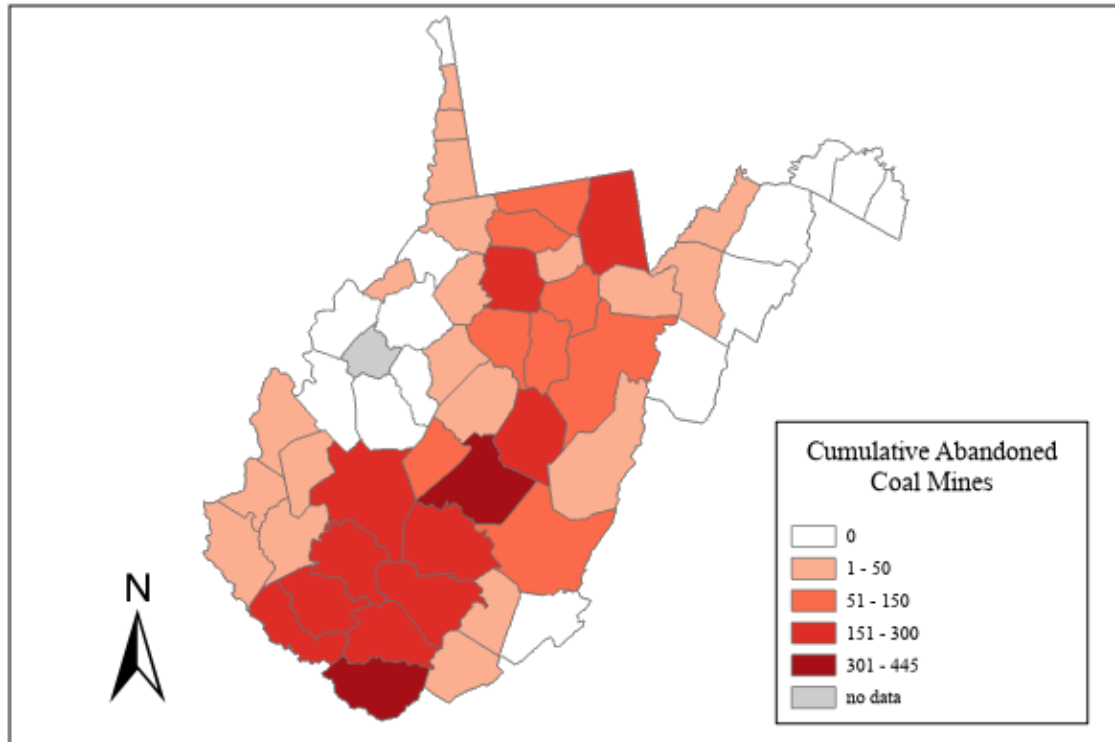 Cumulative Abandoned
Coal Mines
0
1 - 50
51 - 150
151 - 300
301 - 445
no data
N